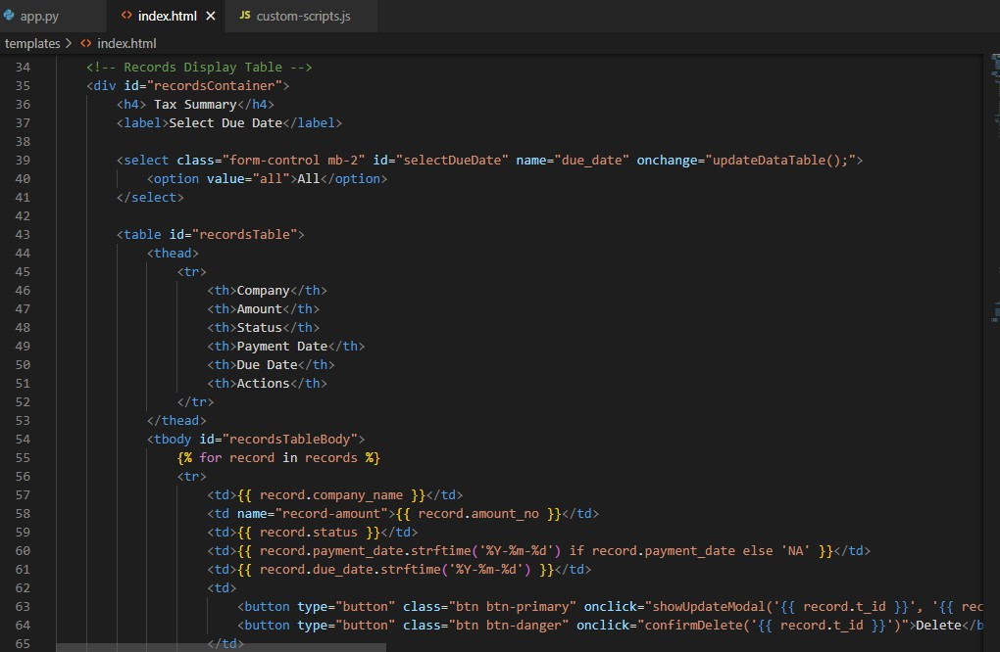 app.py
index.html
JS custom-scripts.js
templates > index.html
34 <!-- Records Display Table -->
35 <div id="recordsContainer">
36 <h4> Tax Summary</h4>
37 <label>Select Due Date</label>
38
39 <select class="form-control mb-2" id="selectDueDate" name="due_date" onchange="updateDataTable();">
40 <option value="all">All</option>
41 </select>
42
43 <table id="recordsTable">
44 <thead>
45 <tr>
46 <th>Company</th>
47 <th>Amount</th>
48 <th>Status</th>
49 <th>Payment Date</th>
50 <th>Due Date</th>
51 <th>Actions</th>
52 </tr>
53 </thead>
54 <tbody id="recordsTableBody">
55 {% for record in records %}
56 <tr>
57 <td>{{ record.company_name }}</td>
58 <td name="record-amount">{{ record.amount_no }}</td>
59 <td>{{ record.status }}</td>
60 <td>{{ record.payment_date.strftime('%Y-%m-%d') if record.payment_date else 'NA' }}</td>
61 <td>{{ record.due_date.strftime('%Y-%m-%d') }}</td>
62 <td>
63 <button type="button" class="btn btn-primary" onclick="showUpdateModal('{{ record.t_id }}', '{{ rec
64 <button type="button" class="btn btn-danger" onclick="confirmDelete('{{ record.t_id }}')">Delete</b
65 </td>